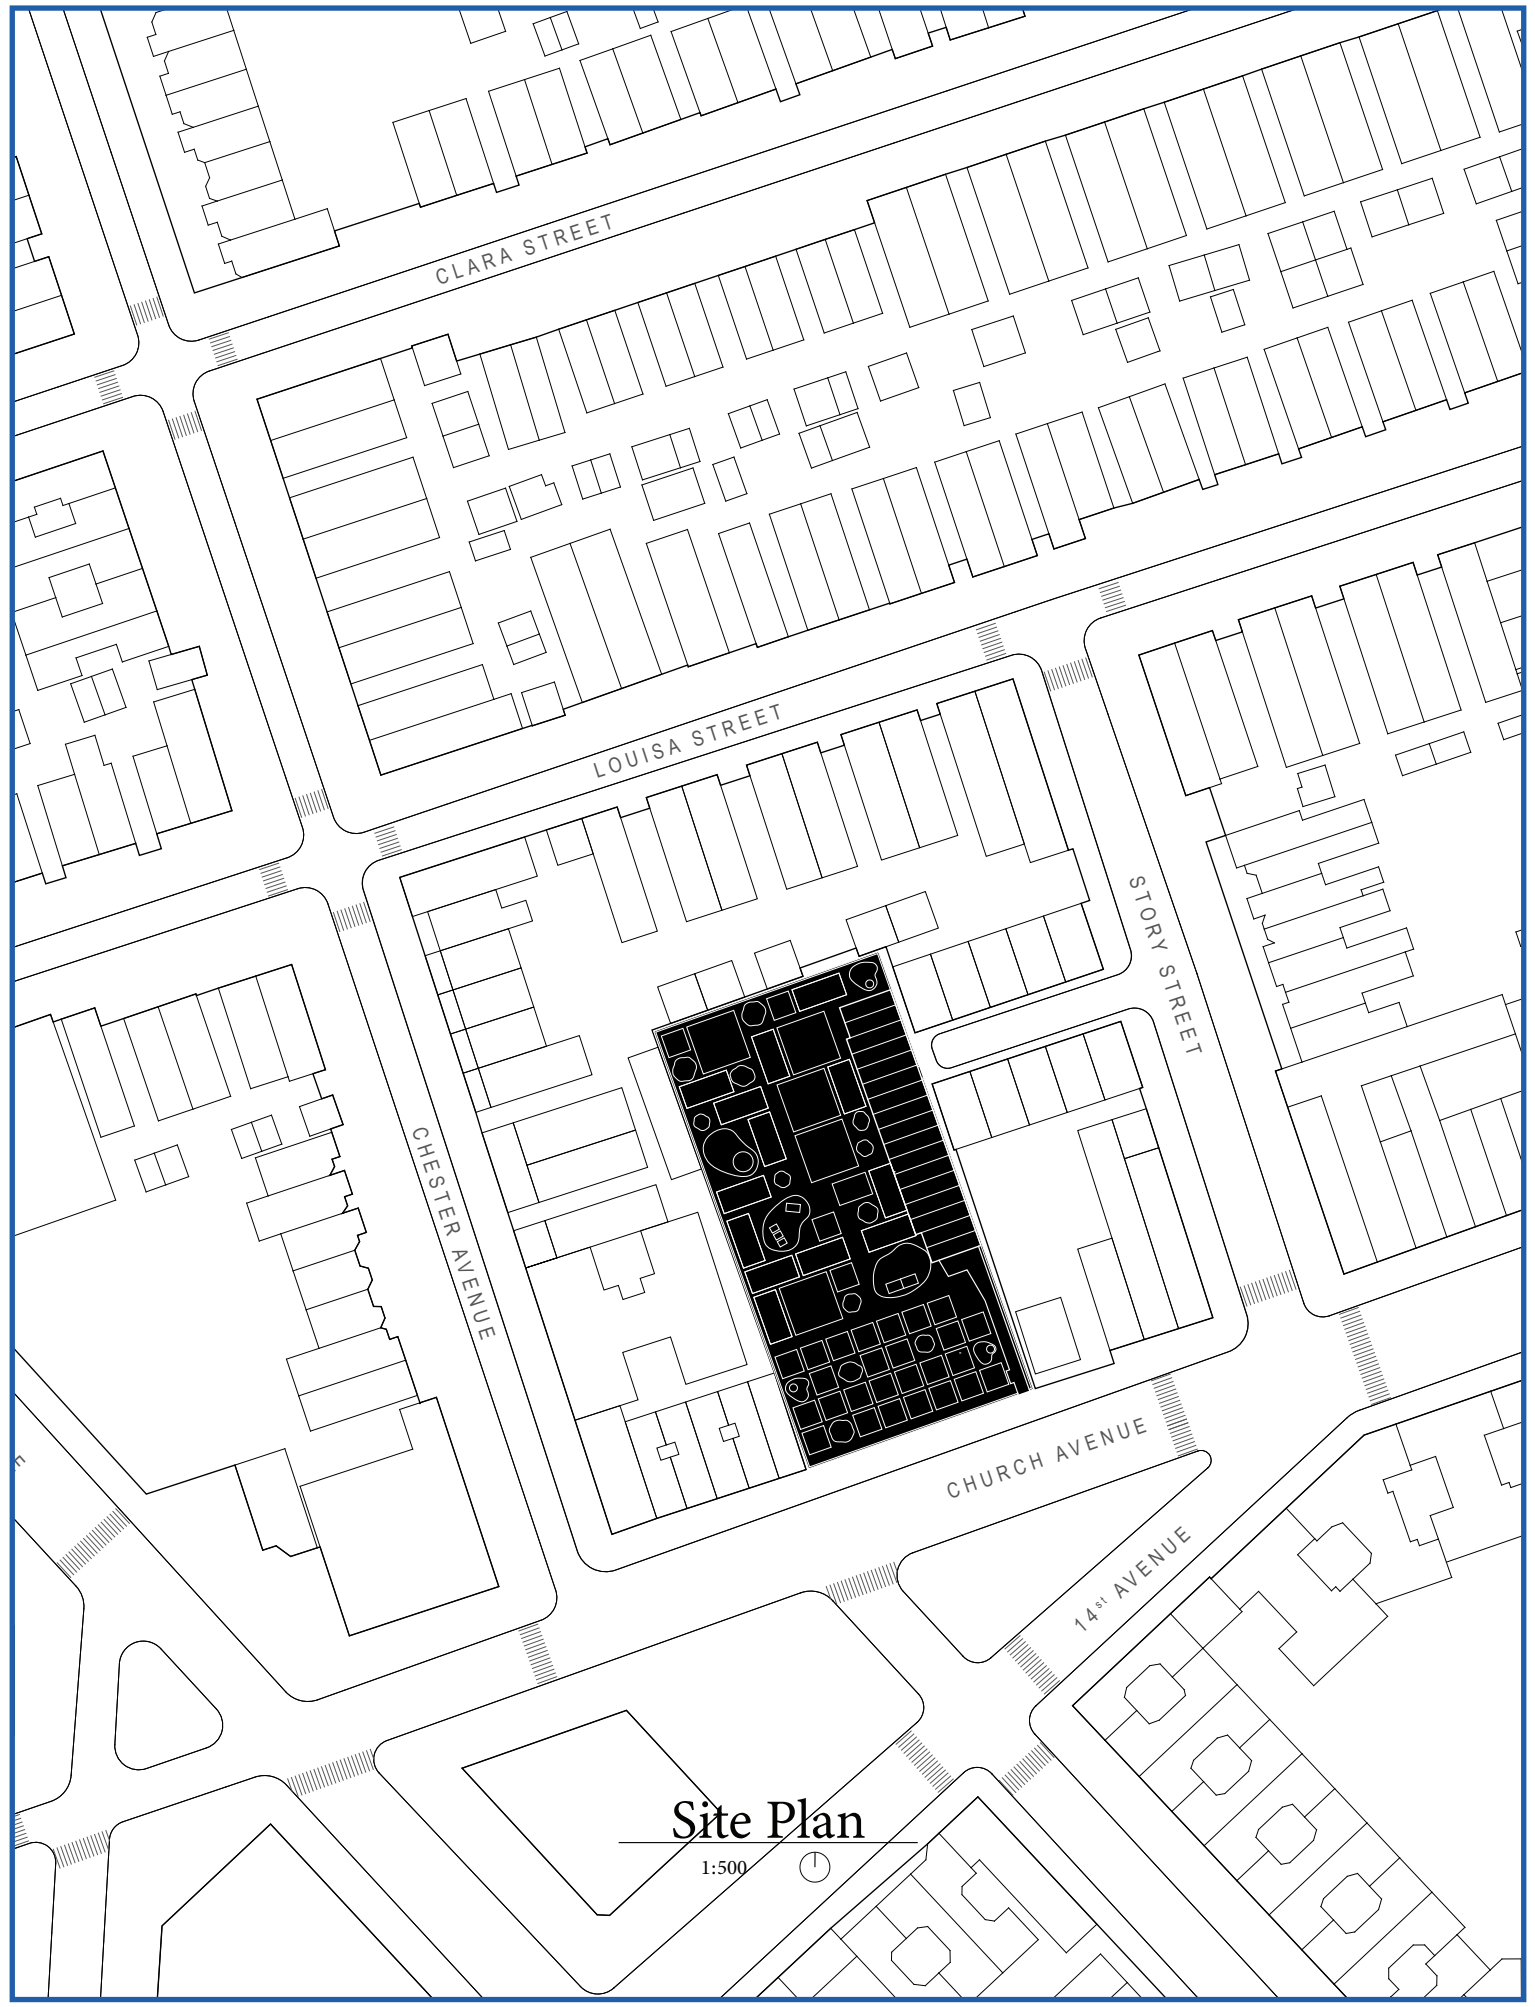 CLARA STREET
LOUISA STREET
STORY STREET
CHESTER AVENUE
CHURCH AVENUE
14st AVENUE
Site Plan
1:500